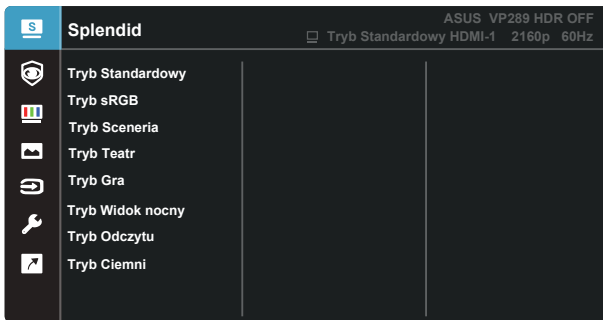 S
Splendid
ASUS VP289 HDR OFF
Tryb Standardowy HDMI-1 2160p 60Hz
Tryb Standardowy
Tryb sRGB
Tryb Sceneria
Tryb Teatr
Tryb Gra
Tryb Widok nocny
Tryb Odczytu
Tryb Ciemni